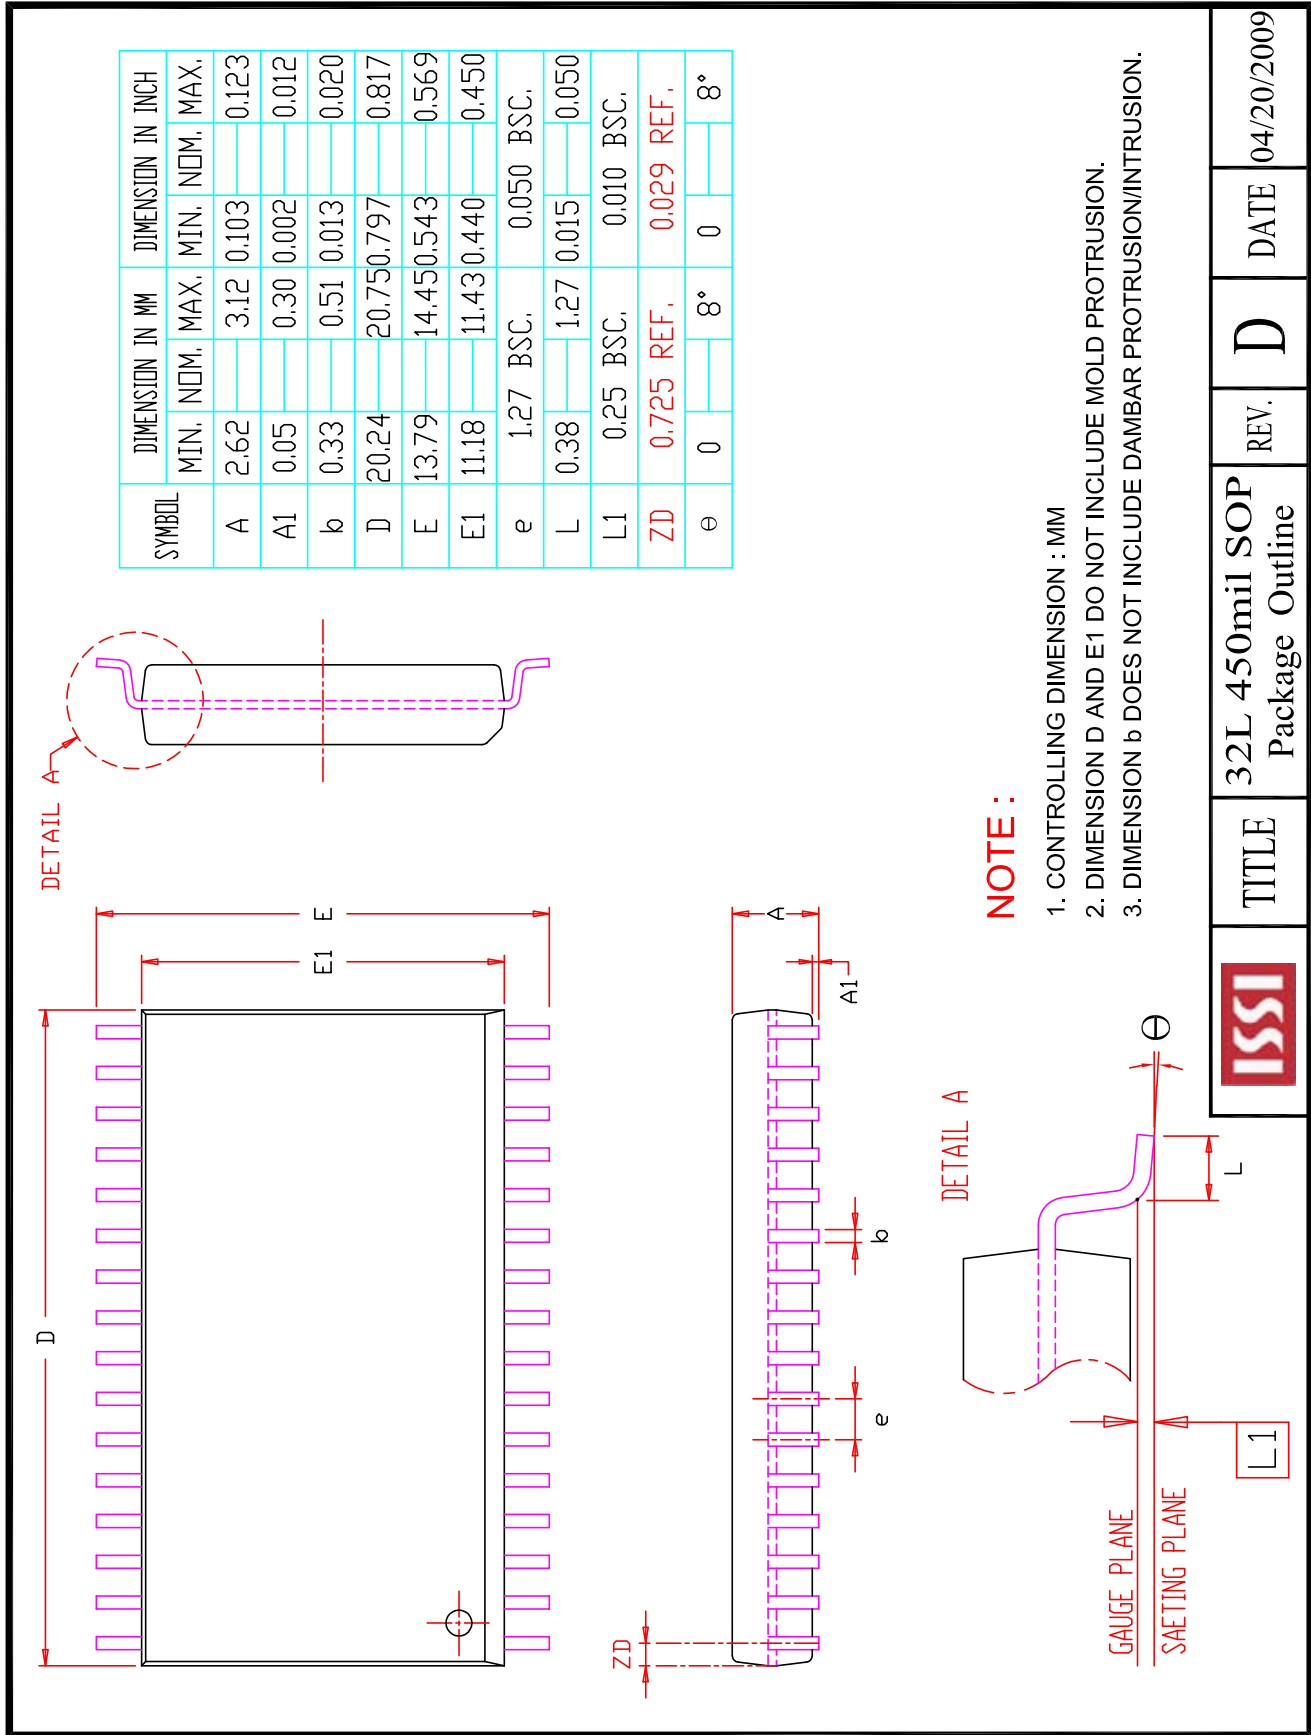 DETAIL A
D
E1
E
SYMBOL DIMENSION IN MM DIMENSION IN INCH
MIN. NOM. MAX. MIN. NOM. MAX.
A 2.62 3.12 0.103 0.123
A1 0.05 0.30 0.002 0.012
b 0.33 0.51 0.013 0.020
D 20.24 20.75 0.797 0.817
E 13.79 14.45 0.543 0.569
E1 11.18 11.43 0.440 0.450
e 1.27 BSC. 0.050 BSC.
L 0.38 1.27 0.015 0.050
L1 0.25 BSC. 0.010 BSC.
ZD 0.725 REF. 0.029 REF.
θ 0 8° 0 8°
ZD
e
b
A1
A
DETAIL A
GAUGE PLANE
SAETING PLANE
L1
L
θ
NOTE :
1. CONTROLLING DIMENSION : MM
2. DIMENSION D AND E1 DO NOT INCLUDE MOLD PROTRUSION.
3. DIMENSION b DOES NOT INCLUDE DAMBAR PROTRUSION/INTRUSION.
ISSI
TITLE
32L 450mil SOP
Package Outline
REV.
D
DATE
04/20/2009